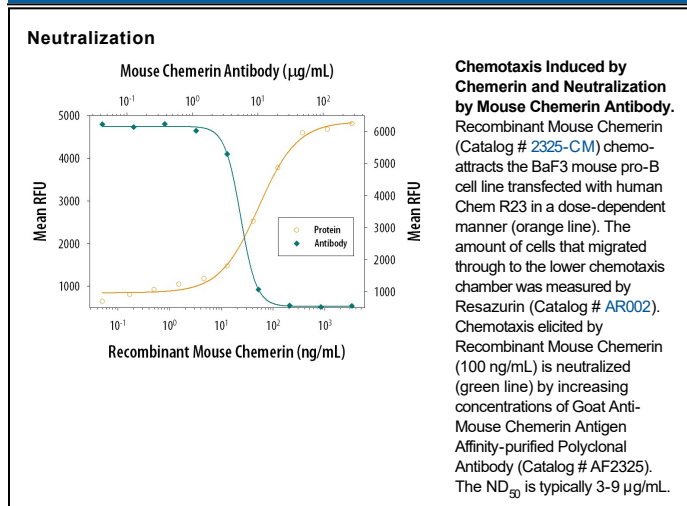 Neutralization
Mouse Chemerin Antibody (μg/mL)
10-1 100 101 102
5000
4000
3000
2000
1000
Mean RFU
6000
5000
4000
3000
2000
1000
Mean RFU
Protein
Antibody
10-1 100 101 102 103
Recombinant Mouse Chemerin (ng/mL)
Chemotaxis Induced by
Chemerin and Neutralization
by Mouse Chemerin Antibody.
Recombinant Mouse Chemerin
(Catalog # 2325-CM) chemo-
attracts the BaF3 mouse pro-B
cell line transfected with human
Chem R23 in a dose-dependent
manner (orange line). The
amount of cells that migrated
through to the lower chemotaxis
chamber was measured by
Resazurin (Catalog # AR002).
Chemotaxis elicited by
Recombinant Mouse Chemerin
(100 ng/mL) is neutralized
(green line) by increasing
concentrations of Goat Anti-
Mouse Chemerin Antigen
Affinity-purified Polyclonal
Antibody (Catalog # AF2325).
The ND50 is typically 3-9 μg/mL.